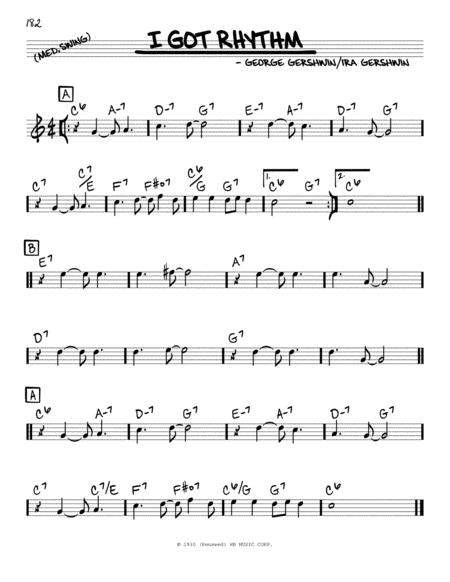 182
(MED. SWING)
I GOT RHYTHM
- GEORGE GERSHWIN/IRA GERSHWIN
A
C6 A-7 D-7 G7 E-7 A-7 D-7 G7
C7 C7/E F7 F#o7 C6/G G7 1. C6 G7 2. C6
B
E7 A7
D7 G7
A
C6 A-7 D-7 G7 E-7 A-7 D-7 G7
C7 C7/E F7 F#o7 C6/G G7 C6
© 1930 (Renewed) WB MUSIC CORP.